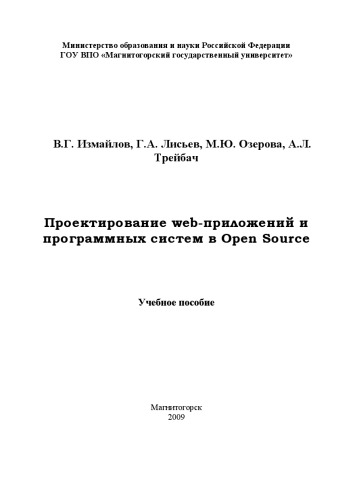 Министерство образования и науки Российской Федерации
ГОУ ВПО «Магнитогорский государственный университет»
В.Г. Измайлов, Г.А. Лисьев, М.Ю. Озерова, А.Л.
Трейбач
Проектирование web-приложений и
программных систем в Open Source
Учебное пособие
Магнитогорск
2009